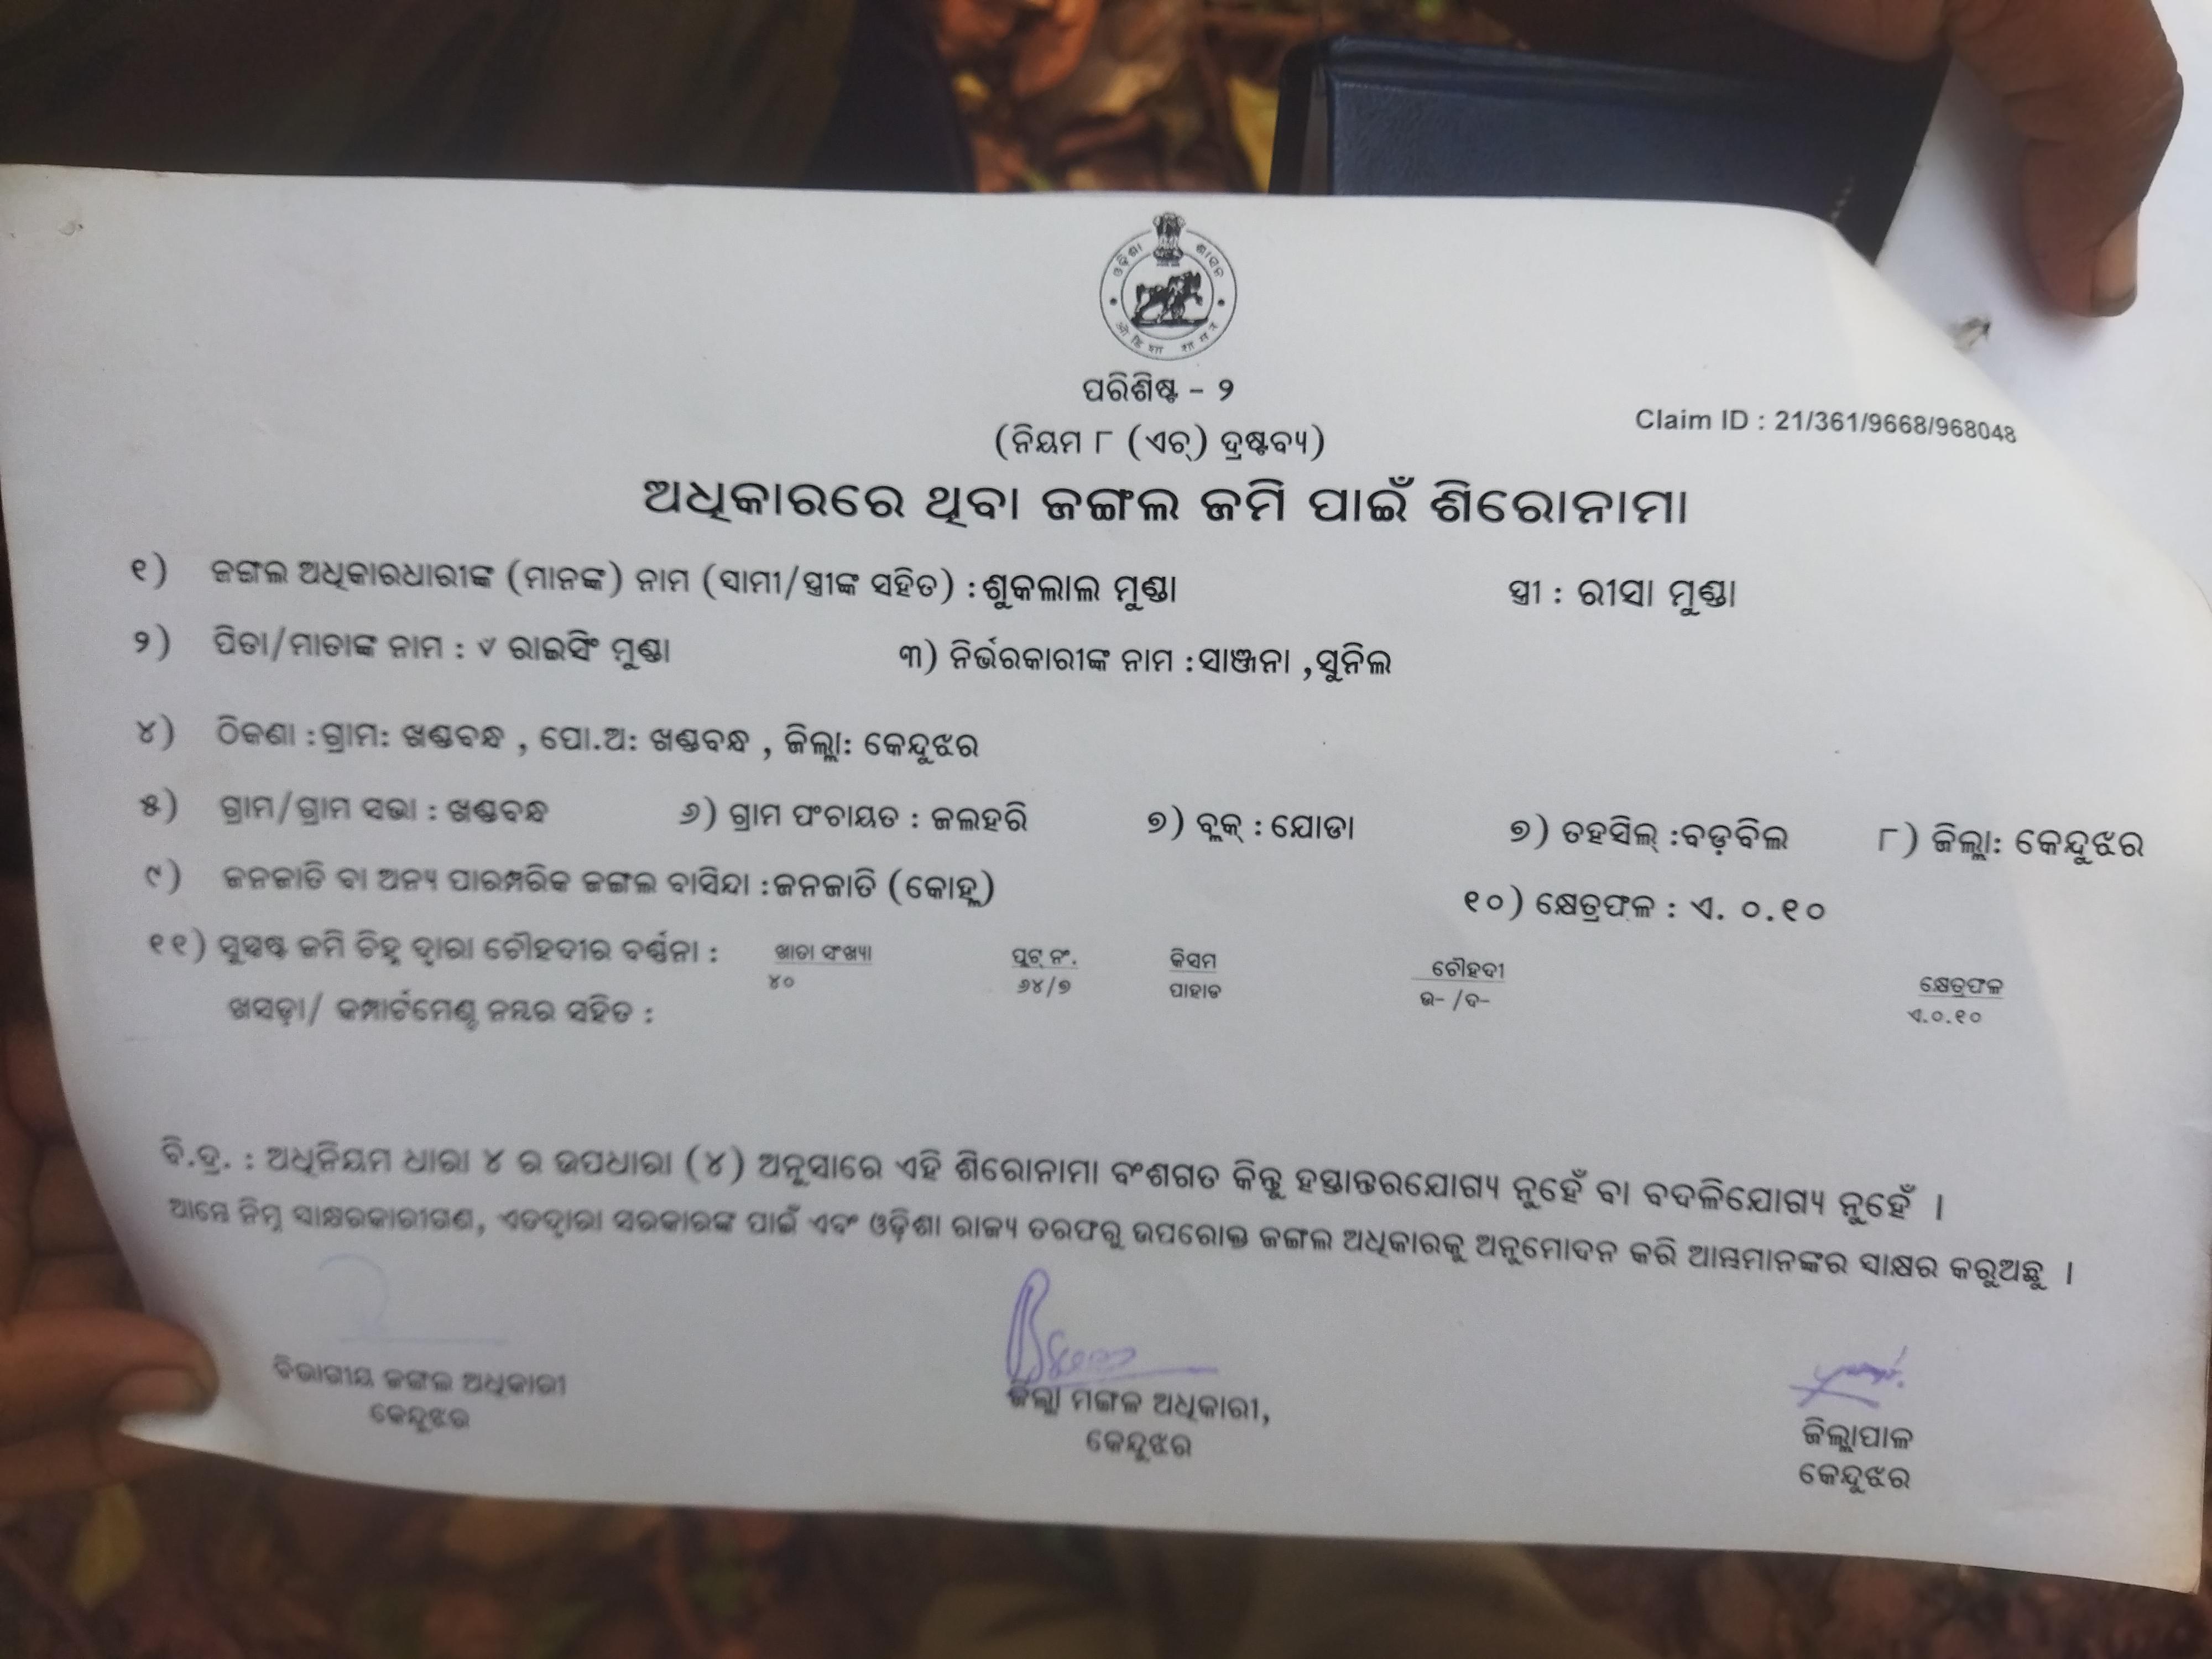 ଓଡ଼ିଶା ଶାସନ
ओडिशा शासन
ପରିଶିଷ୍ଟ - ୨
Claim ID : 21/361/9668/968048
(ନିୟମ ୮ (ଏଚ୍) ଦ୍ରଷ୍ଟବ୍ୟ)
ଅଧିକାରରେ ଥିବା ଜଙ୍ଗଲ ଜମି ପାଇଁ ଶିରୋନାମା
୧) ଜଙ୍ଗଲ ଅଧିକାରଧାରୀଙ୍କ (ମାନଙ୍କ) ନାମ (ସାମୀ/ସ୍ତ୍ରୀଙ୍କ ସହିତ) : ଶୁକଲାଲ ମୁଣ୍ଡା ସ୍ତ୍ରୀ : ରୀସା ମୁଣ୍ଡା
୨) ପିତା/ମାତାଙ୍କ ନାମ : ୰ ରାଇସିଂ ମୁଣ୍ଡା ୩) ନିର୍ଭରକାରୀଙ୍କ ନାମ : ସାଞ୍ଜନା ,ସୁନିଲ
୪) ଠିକଣା : ଗ୍ରାମ: ଖଣ୍ଡବନ୍ଧ , ପୋ.ଅ: ଖଣ୍ଡବନ୍ଧ , ଜିଲ୍ଲା: କେନ୍ଦୁଝର
୫) ଗ୍ରାମ/ଗ୍ରାମ ସଭା : ଖଣ୍ଡବନ୍ଧ ୬) ଗ୍ରାମ ପଂଚାୟତ : ଜଲହରି ୭) ବ୍ଲକ୍ : ଯୋଡା ୭) ତହସିଲ୍ :ବଡ଼ବିଲ ୮) ଜିଲ୍ଲା: କେନ୍ଦୁଝର
୯) ଜନଜାତି ବା ଅନ୍ୟ ପାରମ୍ପରିକ ଜଙ୍ଗଲ ବାସିନ୍ଦା : ଜନଜାତି (କୋହ୍ଲ) ୧୦) କ୍ଷେତ୍ରଫଳ : ଏ. ୦.୧୦
୧୧) ସୁସ୍ପଷ୍ଟ ଜମି ଚିହ୍ନ ଦ୍ୱାରା ଚୌହଦୀର ବର୍ଣ୍ଣନା : ଖାତା ସଂଖ୍ୟା ପ୍ଲଟ୍ ନଂ. କିସମ ଚୌହଦୀ କ୍ଷେତ୍ରଫଳ
୪୦ ୬୪/୭ ପାହାଡ ଉ- /ଦ- ଏ.୦.୧୦
ଖସଡ଼ା/ କମ୍ପାର୍ଟମେଣ୍ଟ ନମ୍ବର ସହିତ :
ବି.ଦ୍ର. : ଅଧିନିୟମ ଧାରା ୪ ର ଉପଧାରା (୪) ଅନୁସାରେ ଏହି ଶିରୋନାମା ବଂଶଗତ କିନ୍ତୁ ହସ୍ତାନ୍ତରଯୋଗ୍ୟ ନୁହେଁ ବା ବଦଳିଯୋଗ୍ୟ ନୁହେଁ ।
ଆମ୍ଭେ ନିମ୍ନ ସାକ୍ଷରକାରୀଗଣ, ଏତଦ୍ୱାରା ସରକାରଙ୍କ ପାଇଁ ଏବଂ ଓଡ଼ିଶା ରାଜ୍ୟ ତରଫରୁ ଉପରୋକ୍ତ ଜଙ୍ଗଲ ଅଧିକାରକୁ ଅନୁମୋଦନ କରି ଆମ୍ଭମାନଙ୍କର ସାକ୍ଷର କରୁଅଛୁ ।
ବିଭାଗୀୟ ଜଙ୍ଗଲ ଅଧିକାରୀ ଜିଲ୍ଲା ମଙ୍ଗଳ ଅଧିକାରୀ, ଜିଲ୍ଲାପାଳ
କେନ୍ଦୁଝର କେନ୍ଦୁଝର କେନ୍ଦୁଝର